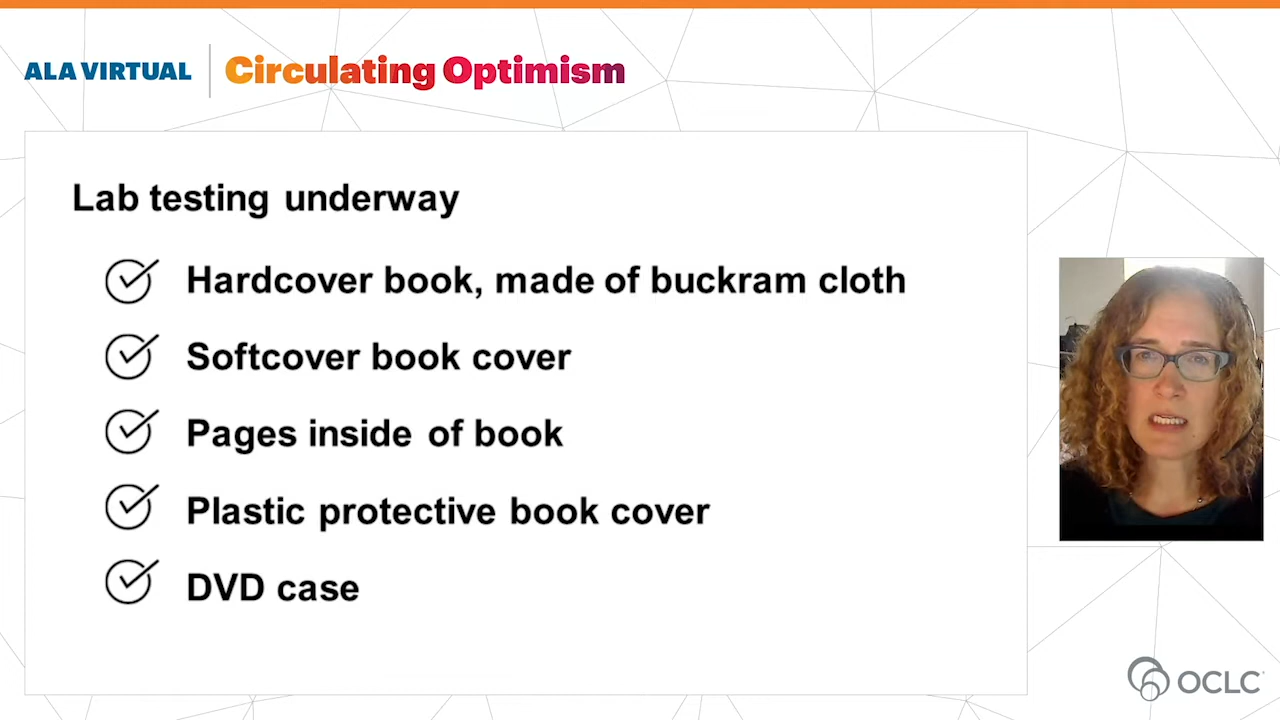 ALA VIRTUAL Circulating Optimism
Lab testing underway
Hardcover book, made of buckram cloth
Softcover book cover
Pages inside of book
Plastic protective book cover
DVD case
OCLC